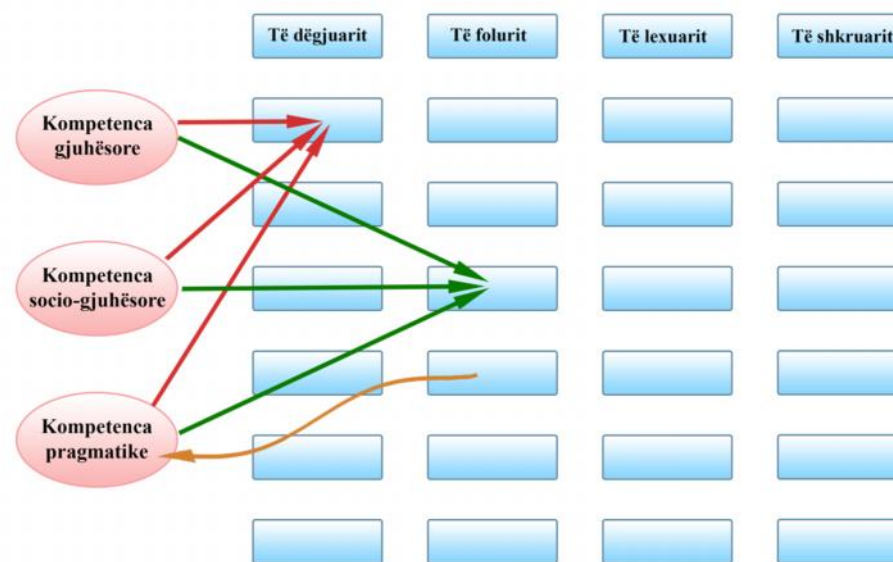 Të dëgjuarit
Të folurit
Të lexuarit
Të shkruarit
Kompetenca
gjuhësore
Kompetenca
socio-gjuhësore
Kompetenca
pragmatike